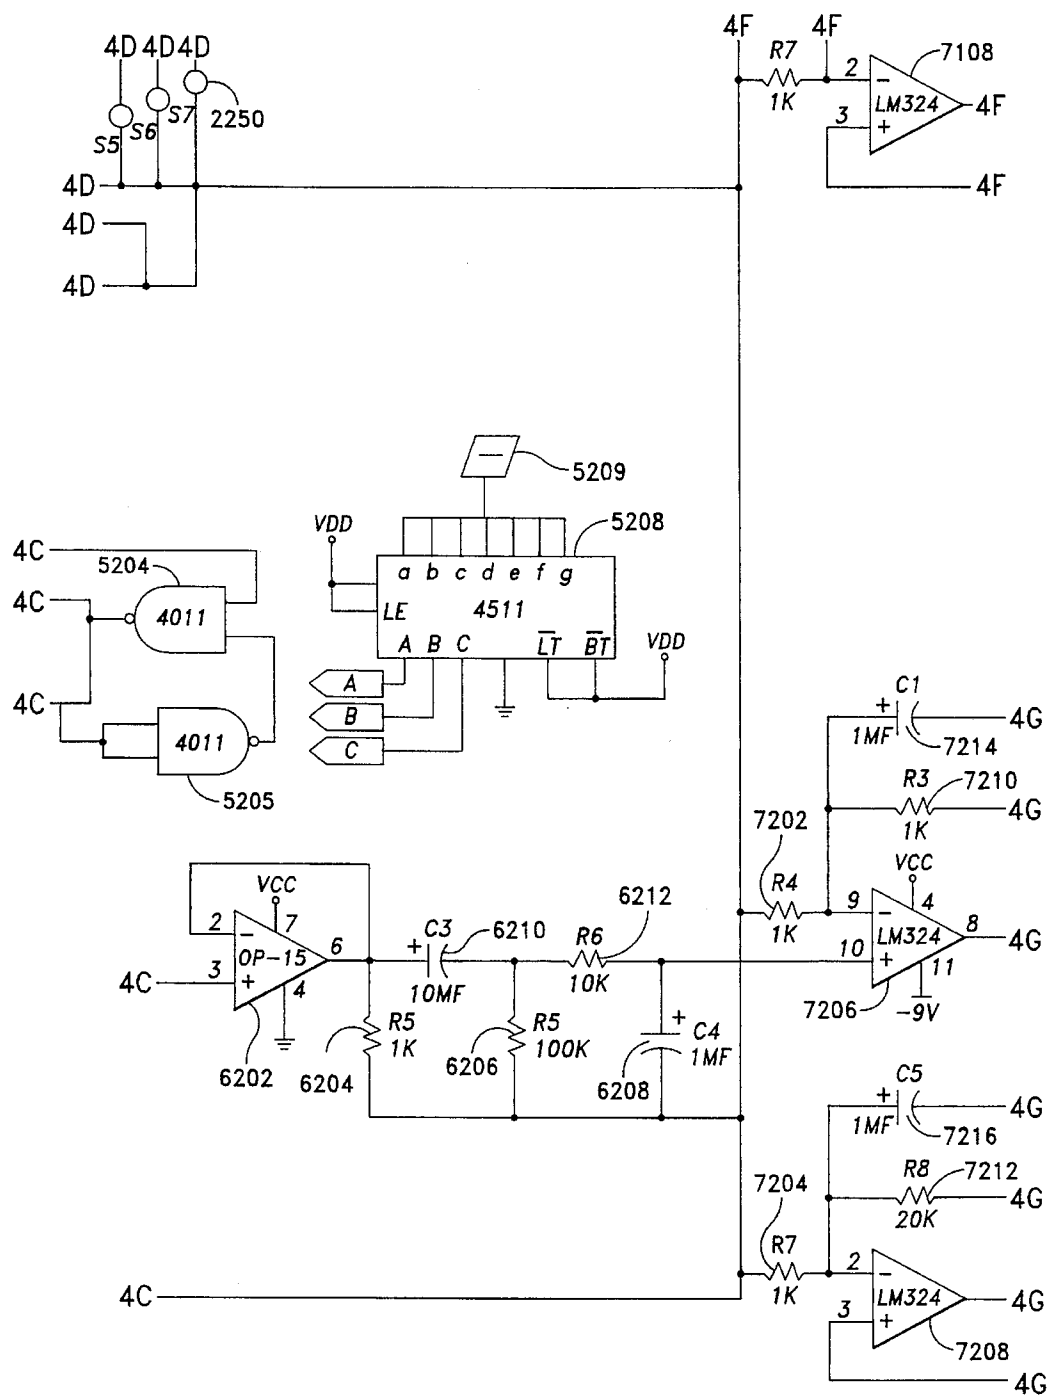 4D 4D 4D
S5 S6 S7 2250
4D
4D
4D
4F 4F
R7
1K
2
3
LM324
7108
4F
4F
5209
VDD
5208
a b c d e f g
LE 4511
A B C LT BT
VDD
A
B
C
4C
5204
4C
4011
4C
4011
5205
C1
+
1MF
7214
4G
R3
7210
1K
4G
7202
R4
1K
VCC
4
9
LM324
8
4G
10
11
-9V
7206
VCC
7
2
OP-15
6
3
4
4C
6202
C3
+
6210
10MF
R6
6212
10K
R5
1K
6204
R5
100K
6206
+
C4
1MF
6208
C5
+
1MF
7216
4G
R8
7212
20K
4G
7204
R7
1K
2
LM324
4G
3
7208
4G
4C